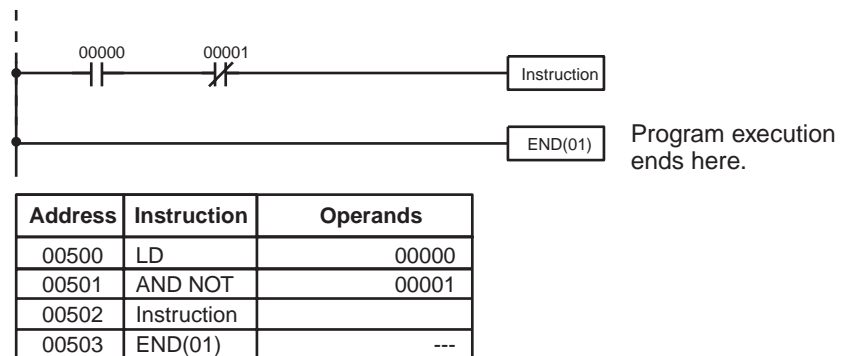 00000 00001
Instruction
END(01) Program execution
ends here.
Address Instruction Operands
00500 LD 00000
00501 AND NOT 00001
00502 Instruction
00503 END(01) ---